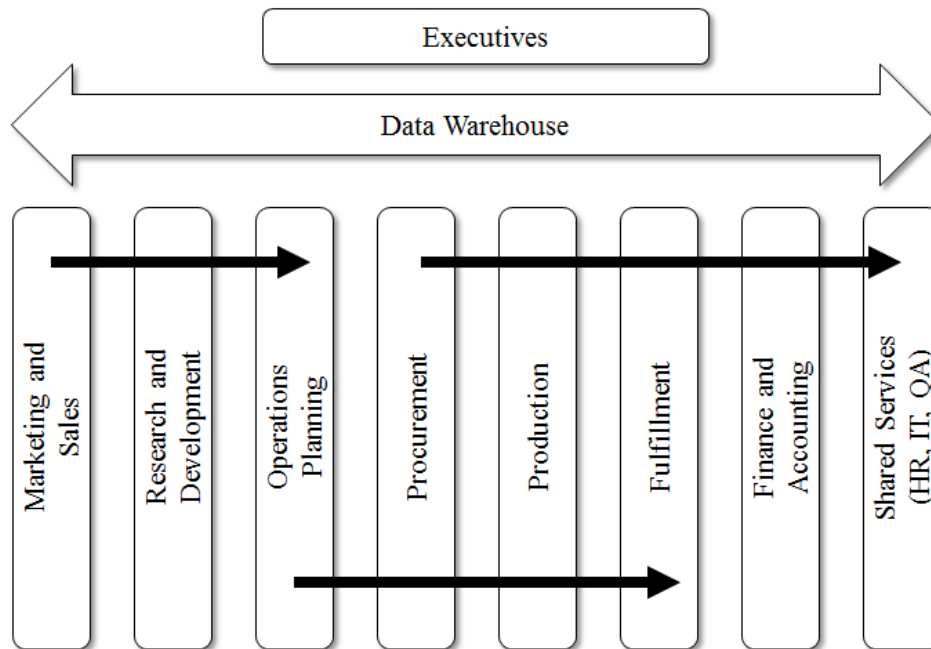 Executives
Data Warehouse
Marketing and
Sales
Research and
Development
Operations
Planning
Procurement
Production
Fulfillment
Finance and
Accounting
Shared Services
(HR, IT, QA)